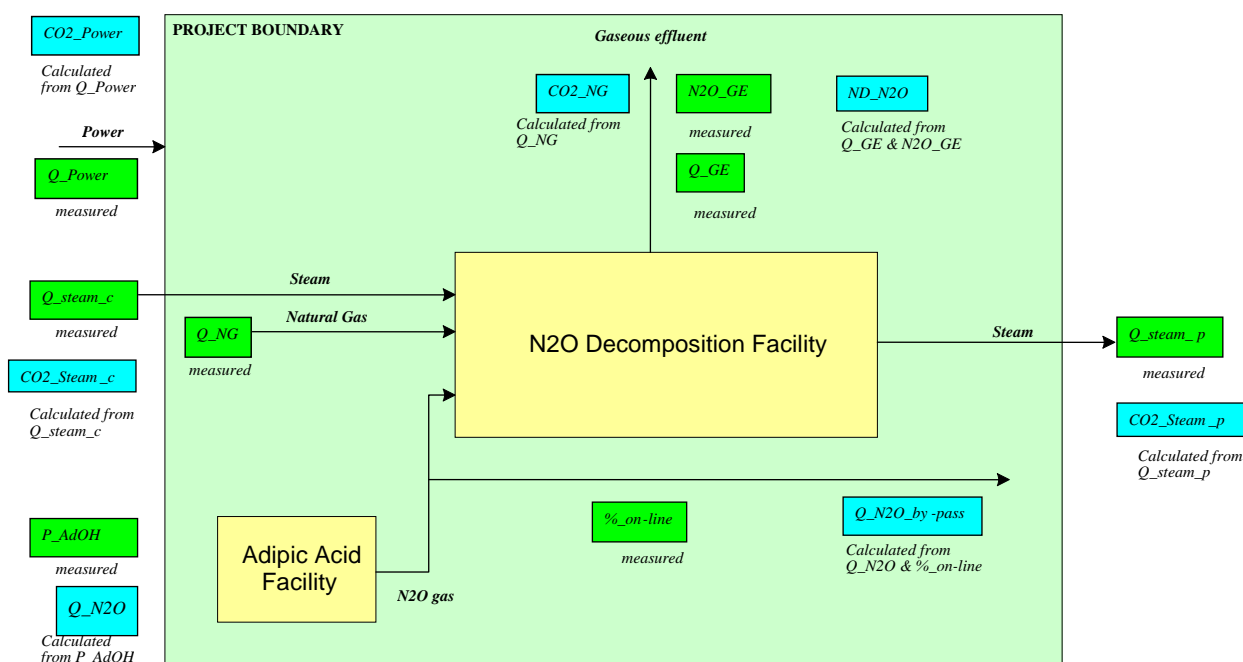 CO2_Power
Calculated
from Q_Power
Power
Q_Power
measured
Q_steam_c
measured
CO2_Steam_c
Calculated from
Q_steam_c
P_AdOH
measured
Q_N2O
Calculated
from P_AdOH
PROJECT BOUNDARY
Gaseous effluent
CO2_NG
Calculated from
Q_NG
N2O_GE
measured
Q_GE
measured
ND_N2O
Calculated from
Q_GE & N2O_GE
Steam
Natural Gas
Q_NG
measured
N2O Decomposition Facility
Steam
Q_steam_p
measured
CO2_Steam_p
Calculated from
Q_steam_p
Adipic Acid
Facility
N2O gas
%_on-line
measured
Q_N2O_by-pass
Calculated from
Q_N2O & %_on-line